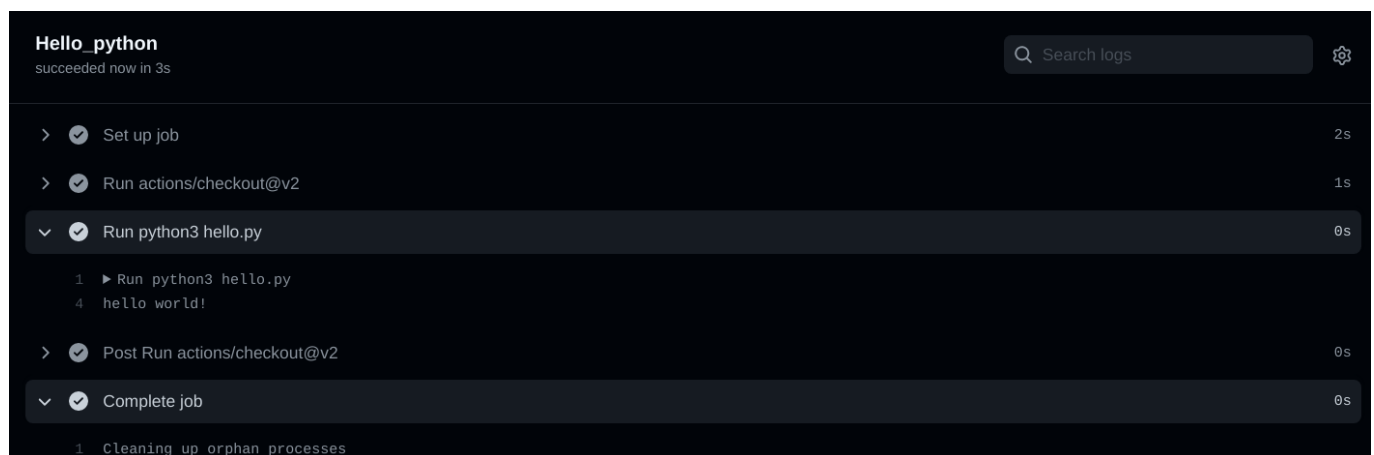 Hello_python
succeeded now in 3s
Search logs
Set up job 2s
Run actions/checkout@v2 1s
Run python3 hello.py 0s
1 Run python3 hello.py
4 hello world!
Post Run actions/checkout@v2 0s
Complete job 0s
1 Cleaning up orphan processes